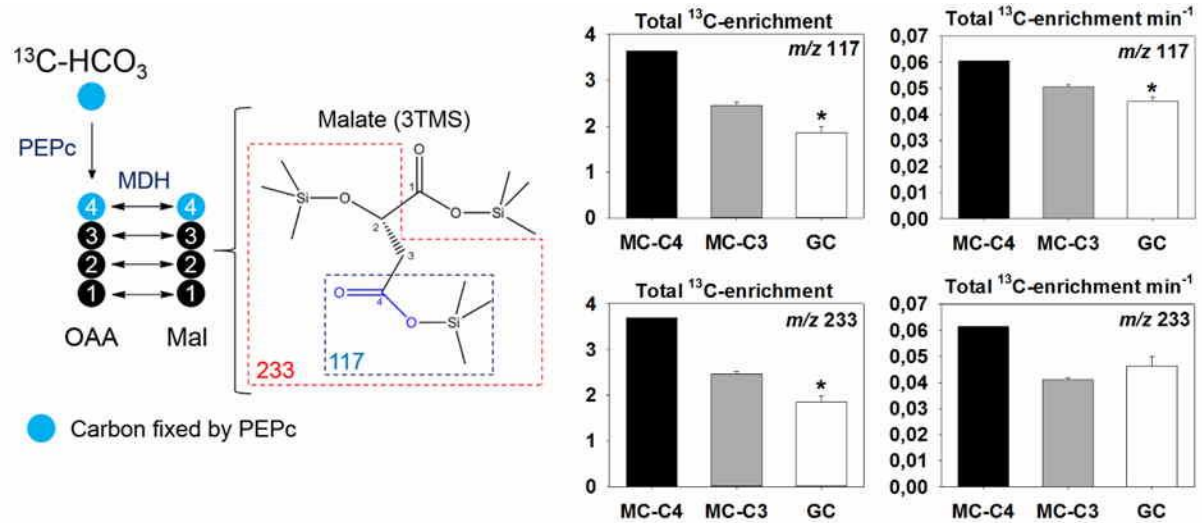 ¹³C-HCO₃
PEPc
MDH
4 4
3 3
2 2
1 1
OAA Mal
Carbon fixed by PEPc
Malate (3TMS)
O
Si O 1
O Si
2
3
O 4
O Si
233 117
Total ¹³C-enrichment
m/z 117
4
3
2
1
0
*
MC-C4 MC-C3 GC
Total ¹³C-enrichment min⁻¹
m/z 117
0,07
0,06
0,05
0,04
0,03
0,02
0,01
0,00
*
MC-C4 MC-C3 GC
Total ¹³C-enrichment
m/z 233
4
3
2
1
0
*
MC-C4 MC-C3 GC
Total ¹³C-enrichment min⁻¹
m/z 233
0,07
0,06
0,05
0,04
0,03
0,02
0,01
0,00
MC-C4 MC-C3 GC